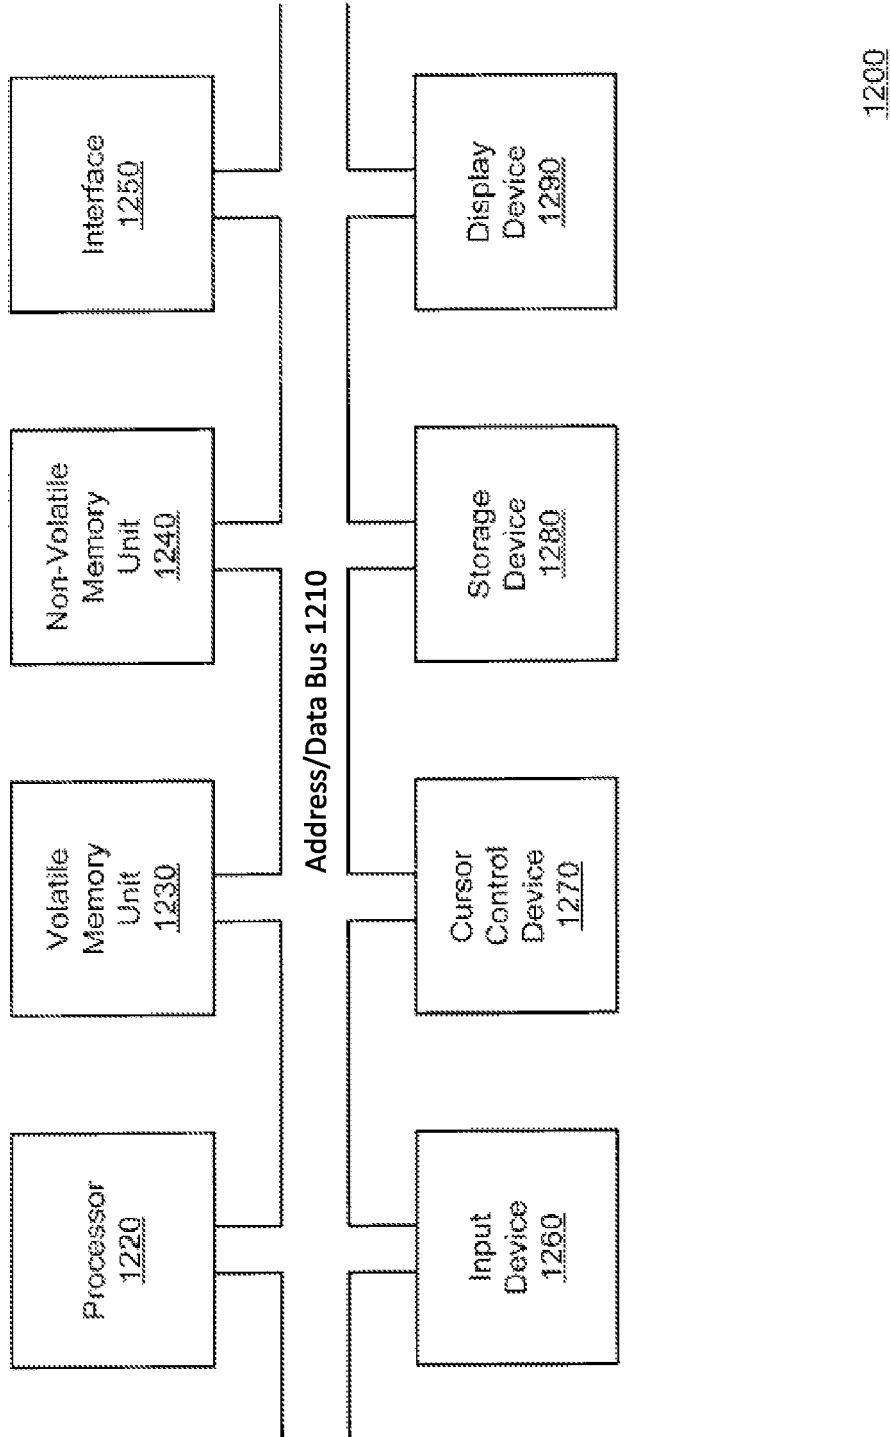 Processor
1220
Volatile
Memory
Unit
1230
Non-Volatile
Memory
Unit
1240
Interface
1250
Address/Data Bus 1210
Input
Device
1260
Cursor
Control
Device
1270
Storage
Device
1280
Display
Device
1290
1200